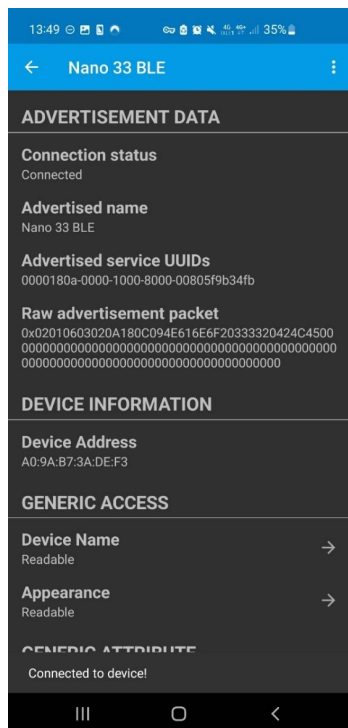 13:49 35%
Nano 33 BLE
ADVERTISEMENT DATA
Connection status
Connected
Advertised name
Nano 33 BLE
Advertised service UUIDs
0000180a-0000-1000-8000-00805f9b34fb
Raw advertisement packet
0x02010603020A180C094E616E6F20333320424C4500
DEVICE INFORMATION
Device Address
A0:9A:B7:3A:DE:F3
GENERIC ACCESS
Device Name
Readable
Appearance
Readable
GENERIC ATTRIBUTE
Connected to device!